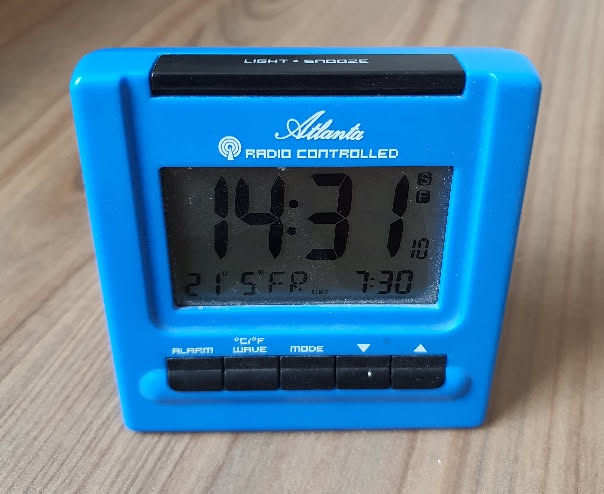 LIGHT • SNOOZE
Atlanta
RADIO CONTROLLED
14:31 S F 10
21 5 FR 7:30
°C/°F
ALARM WAVE MODE ▼ ▲